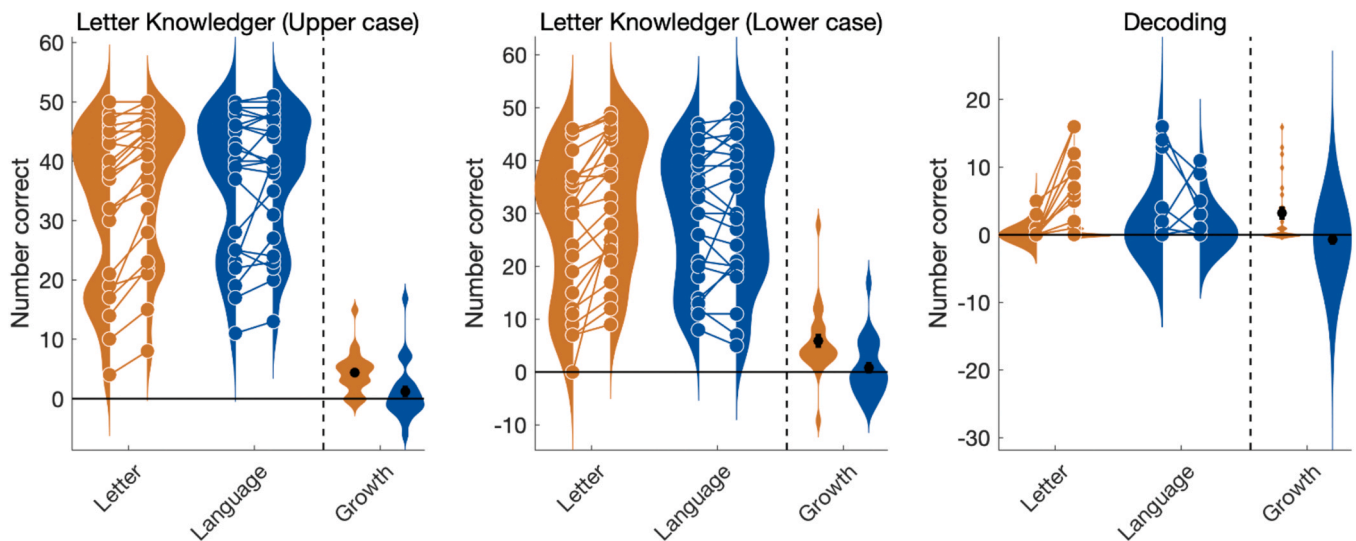 Letter Knowledger (Upper case)
Number correct
60
50
40
30
20
10
0
Letter
Language
Growth
Letter Knowledger (Lower case)
Number correct
60
50
40
30
20
10
0
-10
Letter
Language
Growth
Decoding
Number correct
20
10
0
-10
-20
-30
Letter
Language
Growth